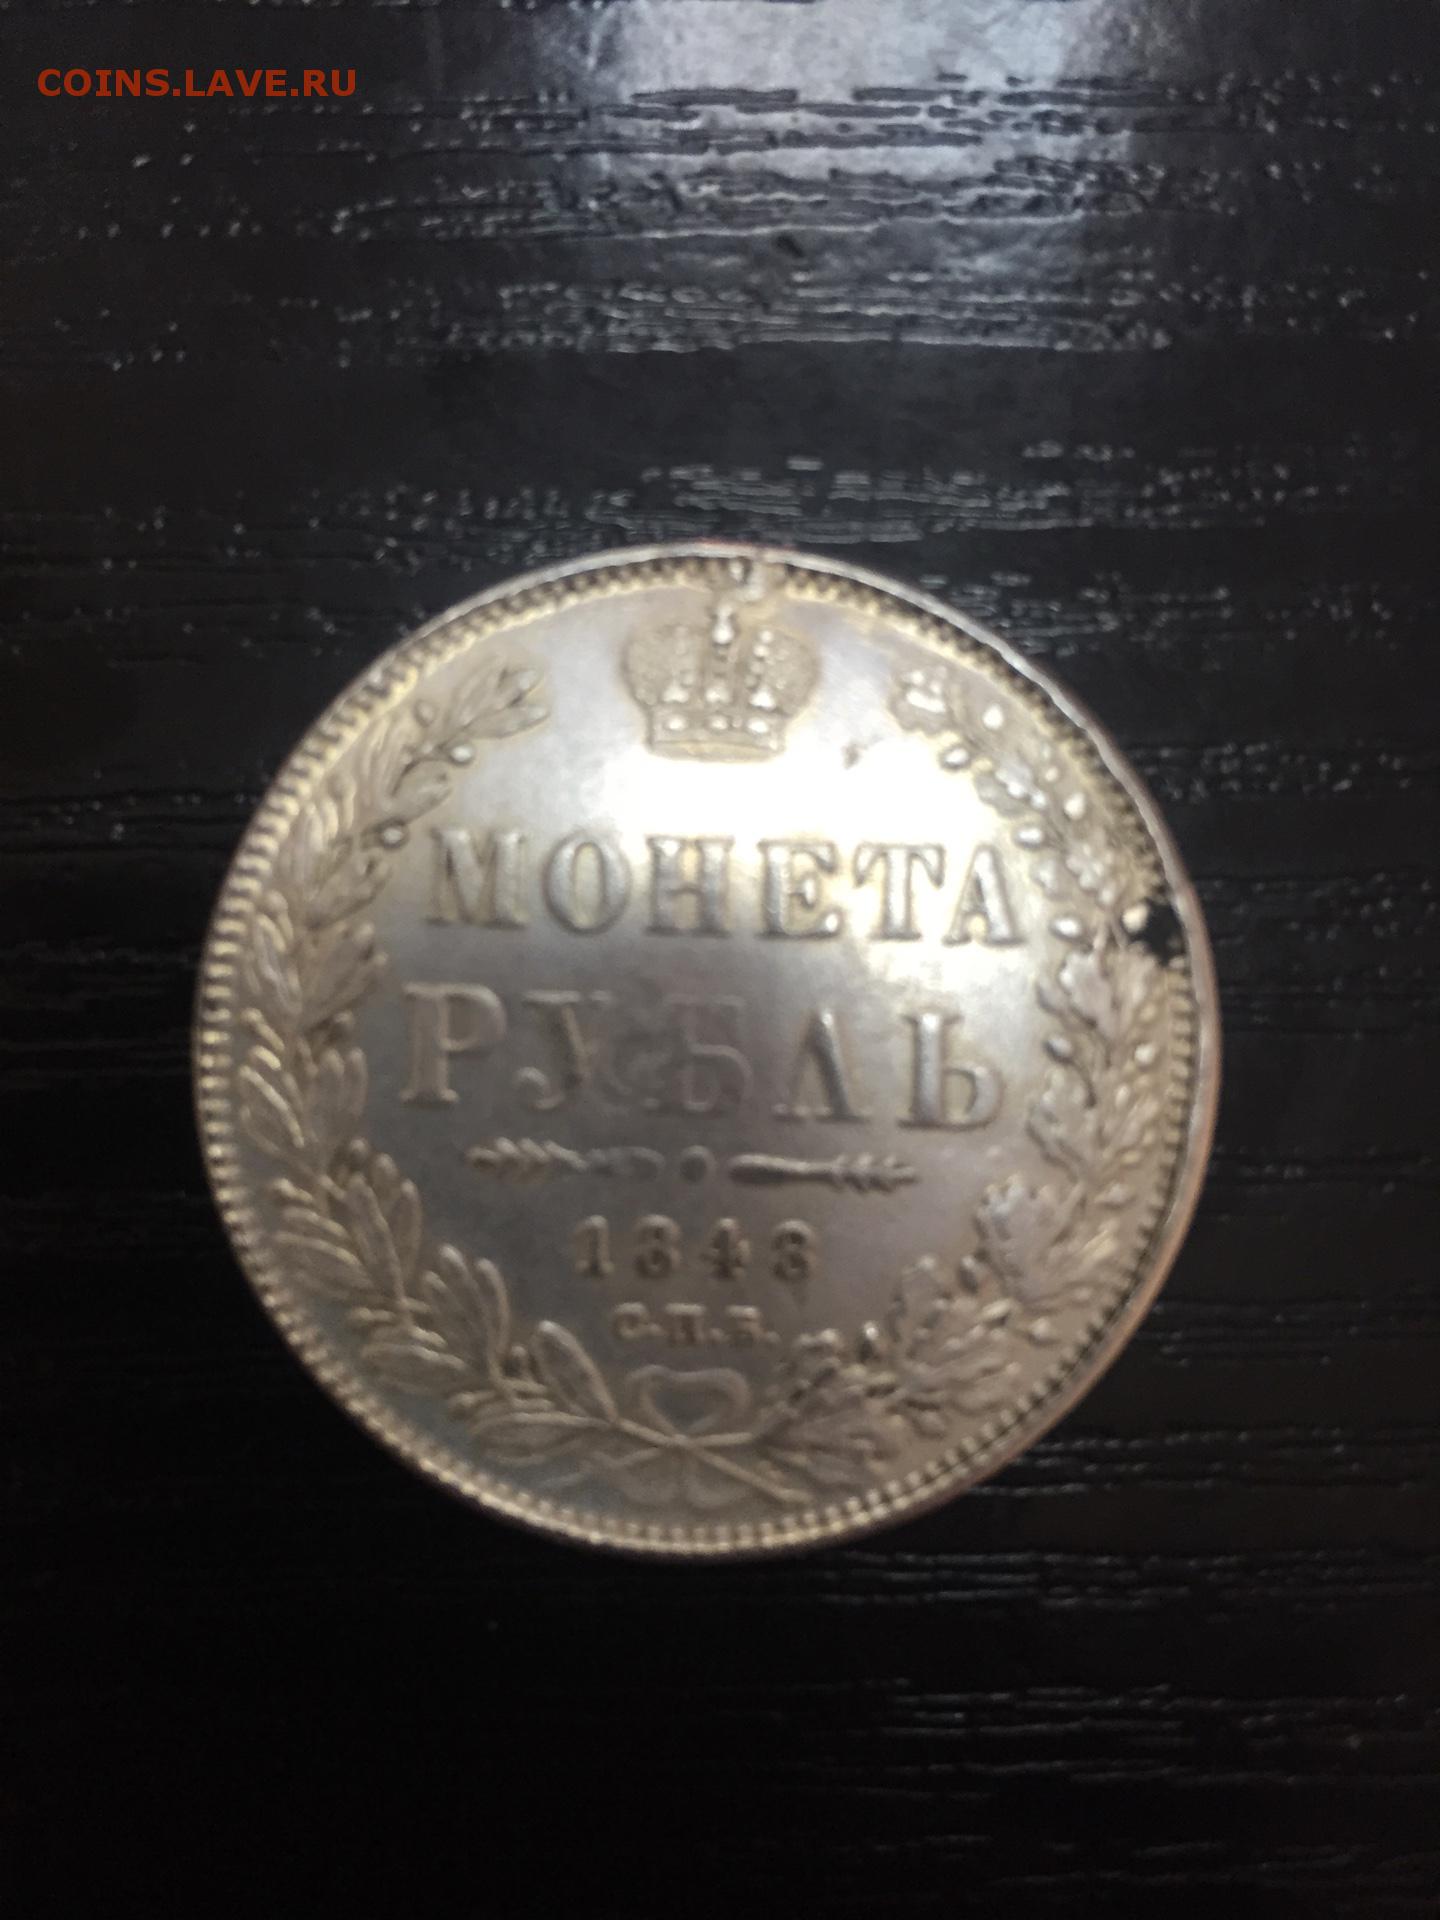 COINS.LAVE.RU
МОНЕТА
РУБЛЬ
1848
С.П.Б.